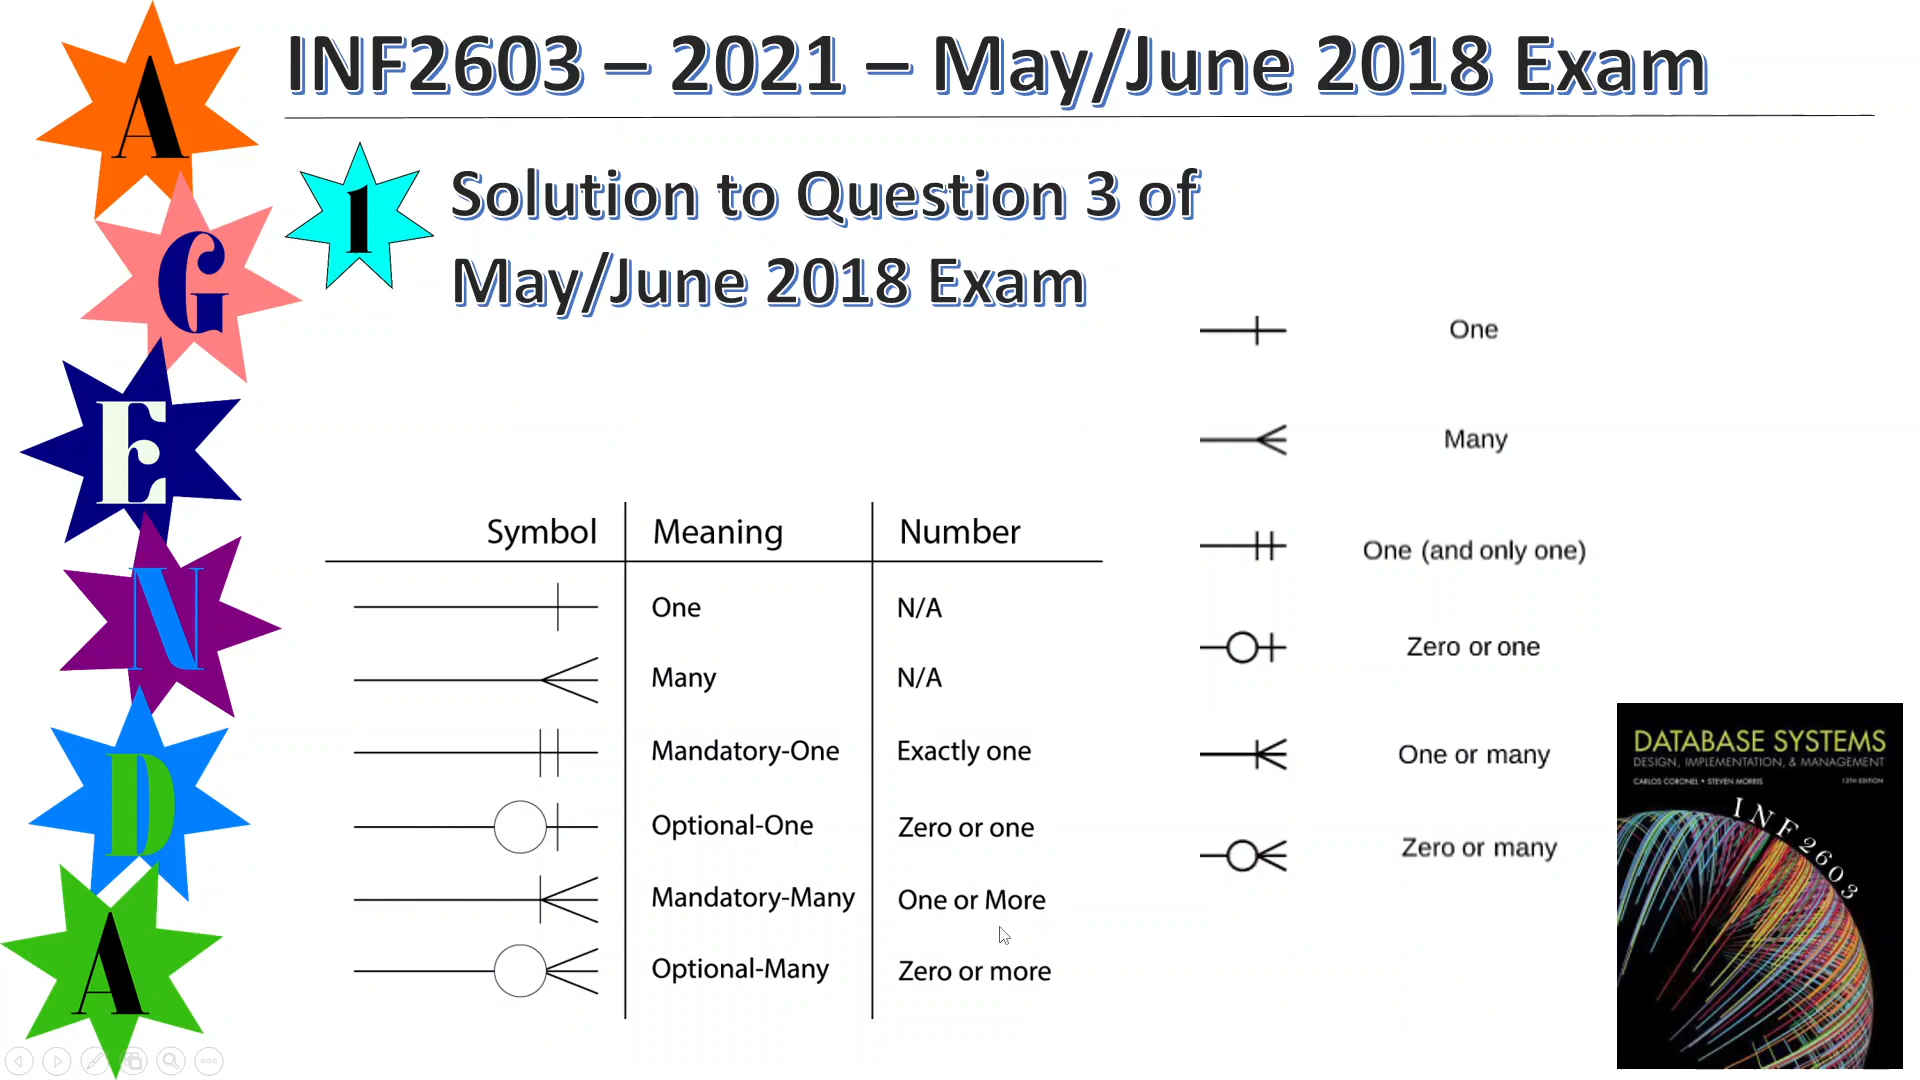 INF2603 – 2021 – May/June 2018 Exam
A
G
E
N
D
A
1
Solution to Question 3 of
May/June 2018 Exam
Symbol Meaning Number
One N/A
Many N/A
Mandatory-One Exactly one
Optional-One Zero or one
Mandatory-Many One or More
Optional-Many Zero or more
One
Many
One (and only one)
Zero or one
One or many
Zero or many
DATABASE SYSTEMS
DESIGN, IMPLEMENTATION, & MANAGEMENT
CARLOS CORONEL • STEVEN MORRIS 13TH EDITION
INF2603